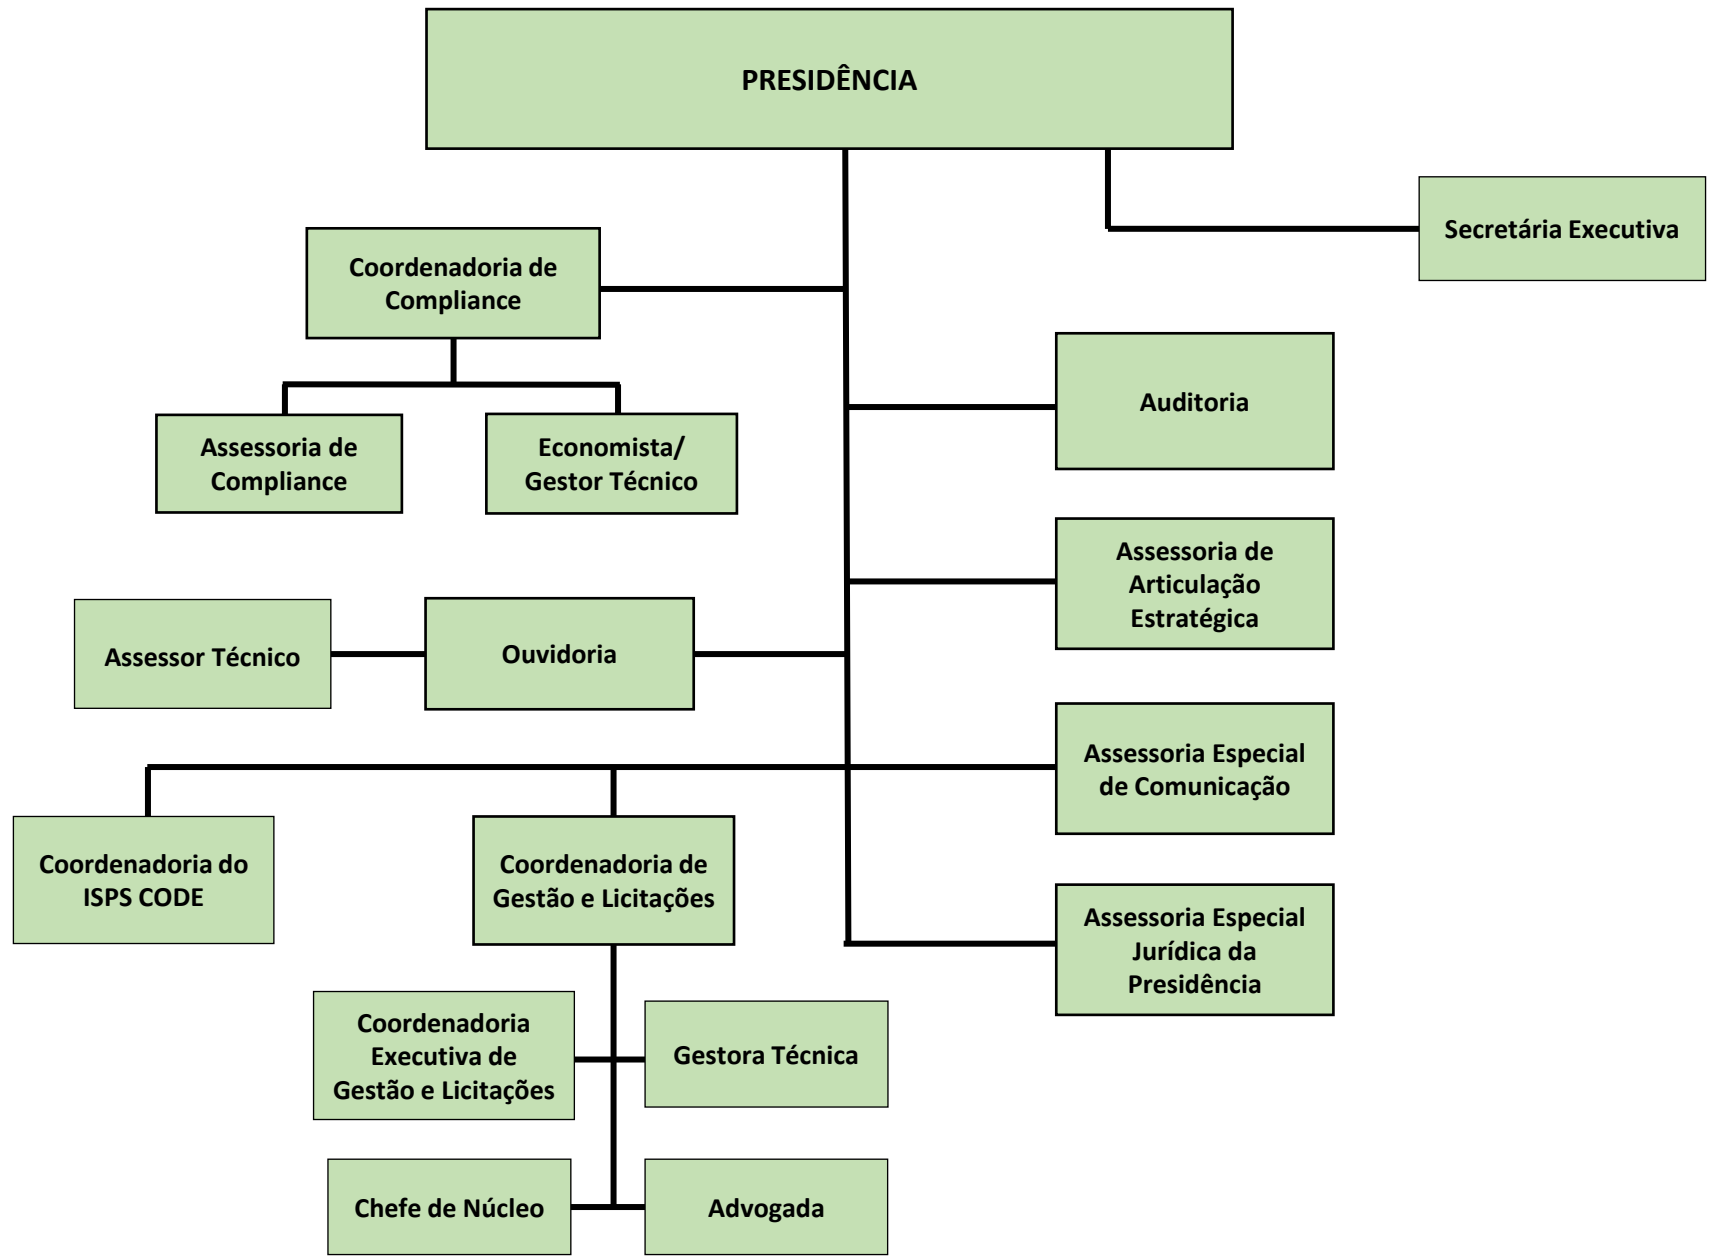 PRESIDÊNCIA
Secretária Executiva
Coordenadoria de
Compliance
Auditoria
Assessoria de
Compliance
Economista/
Gestor Técnico
Assessoria de
Articulação
Estratégica
Assessor Técnico
Ouvidoria
Assessoria Especial
de Comunicação
Coordenadoria do
ISPS CODE
Coordenadoria de
Gestão e Licitações
Assessoria Especial
Jurídica da
Presidência
Coordenadoria
Executiva de
Gestão e Licitações
Gestora Técnica
Chefe de Núcleo
Advogada